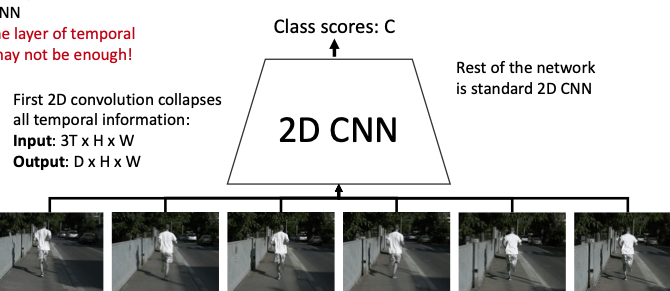 NN
e layer of temporal
may not be enough!
Class scores: C
Rest of the network
is standard 2D CNN
First 2D convolution collapses
all temporal information:
Input: 3T x H x W
Output: D x H x W
2D CNN